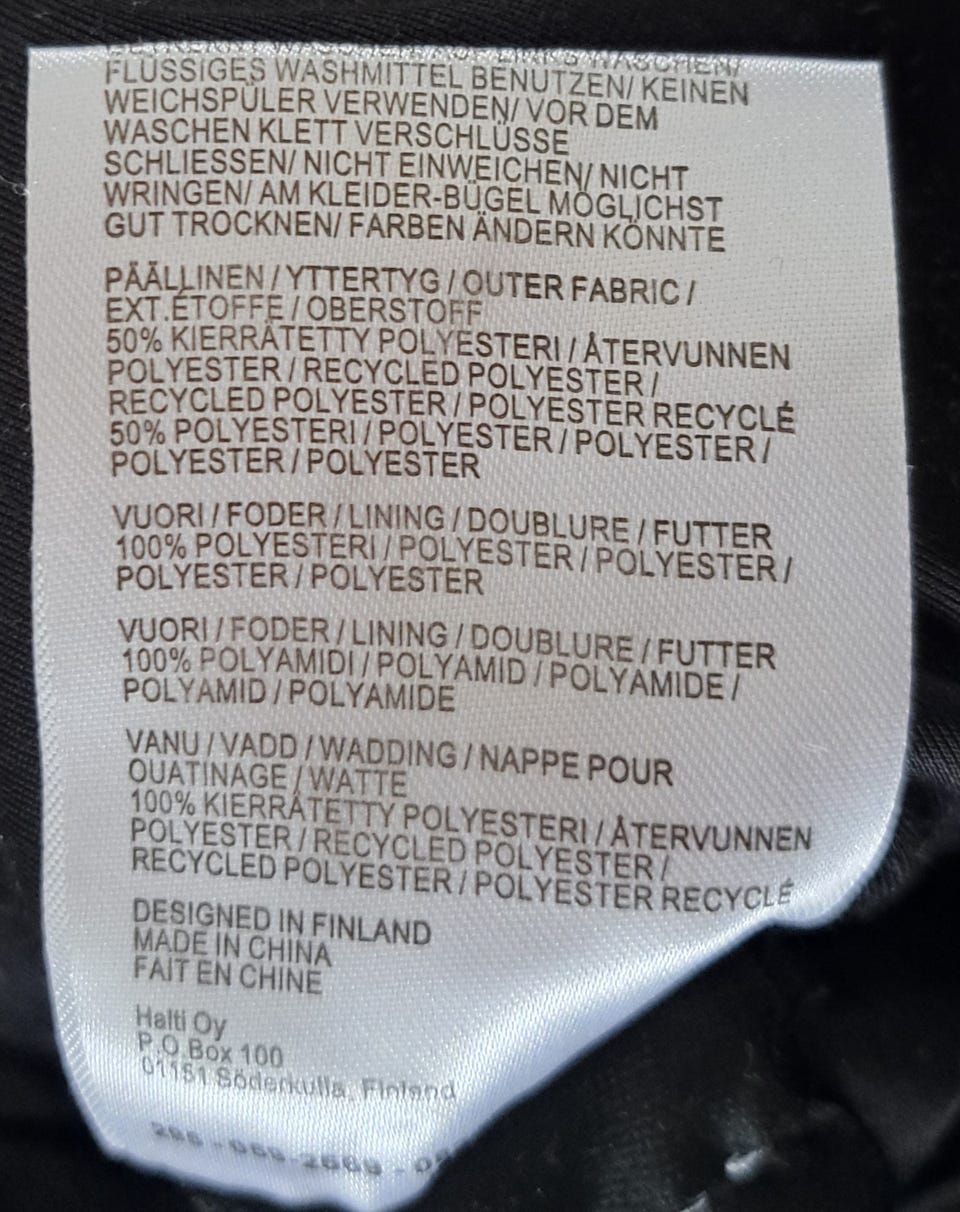 FLÜSSIGES WASHMITTEL BENUTZEN/ KEINEN
WEICHSPÜLER VERWENDEN/ VOR DEM
WASCHEN KLETT VERSCHLÜSSE
SCHLIESSEN/ NICHT EINWEICHEN/ NICHT
WRINGEN/ AM KLEIDER-BÜGEL MÖGLICHST
GUT TROCKNEN/ FARBEN ÄNDERN KÖNNTE
PÄÄLLINEN / YTTERTYG / OUTER FABRIC /
EXT.ÉTOFFE / OBERSTOFF
50% KIERRÄTETTY POLYESTERI / ÅTERVUNNEN
POLYESTER / RECYCLED POLYESTER /
RECYCLED POLYESTER / POLYESTER RECYCLÉ
50% POLYESTERI / POLYESTER / POLYESTER /
POLYESTER / POLYESTER
VUORI / FODER / LINING / DOUBLURE / FUTTER
100% POLYESTERI / POLYESTER / POLYESTER /
POLYESTER / POLYESTER
VUORI / FODER / LINING / DOUBLURE / FUTTER
100% POLYAMIDI / POLYAMID / POLYAMIDE /
POLYAMID / POLYAMIDE
VANU / VADD / WADDING / NAPPE POUR
OUATINAGE / WATTE
100% KIERRÄTETTY POLYESTERI / ÅTERVUNNEN
POLYESTER / RECYCLED POLYESTER /
RECYCLED POLYESTER / POLYESTER RECYCLÉ
DESIGNED IN FINLAND
MADE IN CHINA
FAIT EN CHINE
Halti Oy
P.O.Box 100
01151 Söderkulla, Finland